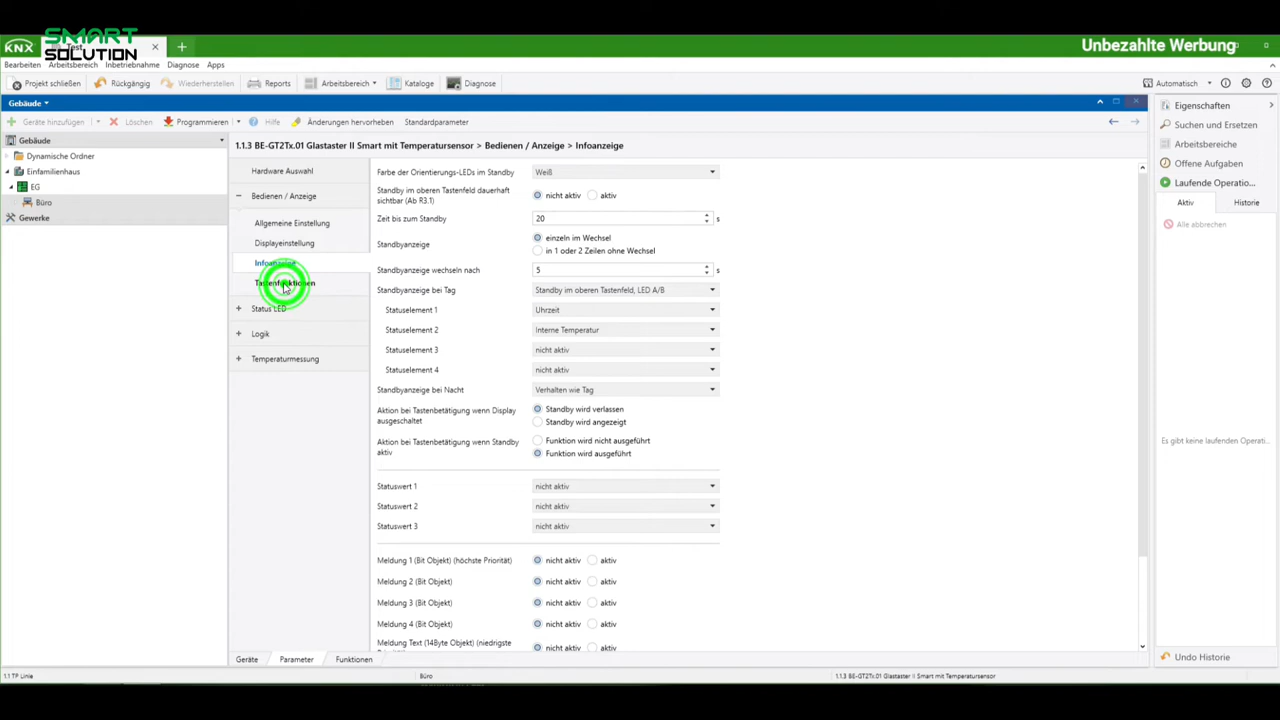 SMART
SOLUTION
KNX
Unbezahlte Werbung
Bearbeiten Arbeitsbereich Inbetriebnahme Diagnose Apps
Projekt schließen Rückgängig Wiederherstellen Reports Arbeitsbereich Kataloge Diagnose Automatisch
Gebäude
Geräte hinzufügen Löschen Programmieren Hilfe Änderungen hervorheben Standardparameter
Gebäude
Dynamische Ordner
Einfamilienhaus
EG
Büro
Gewerke
1.1.3 BE-GT2Tx.01 Glastaster II Smart mit Temperatursensor > Bedienen / Anzeige > Infoanzeige
Hardware Auswahl
Bedienen / Anzeige
Allgemeine Einstellung
Displayeinstellung
Infoanzeige
Tastenfunktionen
Status LED
Logik
Temperaturmessung
Farbe der Orientierungs-LEDs im Standby Weiß
Standby im oberen Tastenfeld dauerhaft
sichtbar (Ab R3.1) nicht aktiv aktiv
Zeit bis zum Standby 20 s
Standbyanzeige einzeln im Wechsel
in 1 oder 2 Zeilen ohne Wechsel
Standbyanzeige wechseln nach 5 s
Standbyanzeige bei Tag Standby im oberen Tastenfeld, LED A/B
Statuselement 1 Uhrzeit
Statuselement 2 Interne Temperatur
Statuselement 3 nicht aktiv
Statuselement 4 nicht aktiv
Standbyanzeige bei Nacht Verhalten wie Tag
Aktion bei Tastenbetätigung wenn Display
ausgeschaltet Standby wird verlassen
Standby wird angezeigt
Aktion bei Tastenbetätigung wenn Standby
aktiv Funktion wird nicht ausgeführt
Funktion wird ausgeführt
Statuswert 1 nicht aktiv
Statuswert 2 nicht aktiv
Statuswert 3 nicht aktiv
Meldung 1 (Bit Objekt) (höchste Priorität) nicht aktiv aktiv
Meldung 2 (Bit Objekt) nicht aktiv aktiv
Meldung 3 (Bit Objekt) nicht aktiv aktiv
Meldung 4 (Bit Objekt) nicht aktiv aktiv
Meldung Text (14Byte Objekt) (niedrigste nicht aktiv aktiv
Geräte Parameter Funktionen
Eigenschaften
Suchen und Ersetzen
Arbeitsbereiche
Offene Aufgaben
Laufende Operatio...
Aktiv Historie
Alle abbrechen
Es gibt keine laufenden Operati...
Undo Historie
1.1 TP Linie Büro 1.1.3 BE-GT2Tx.01 Glastaster II Smart mit Temperatursensor